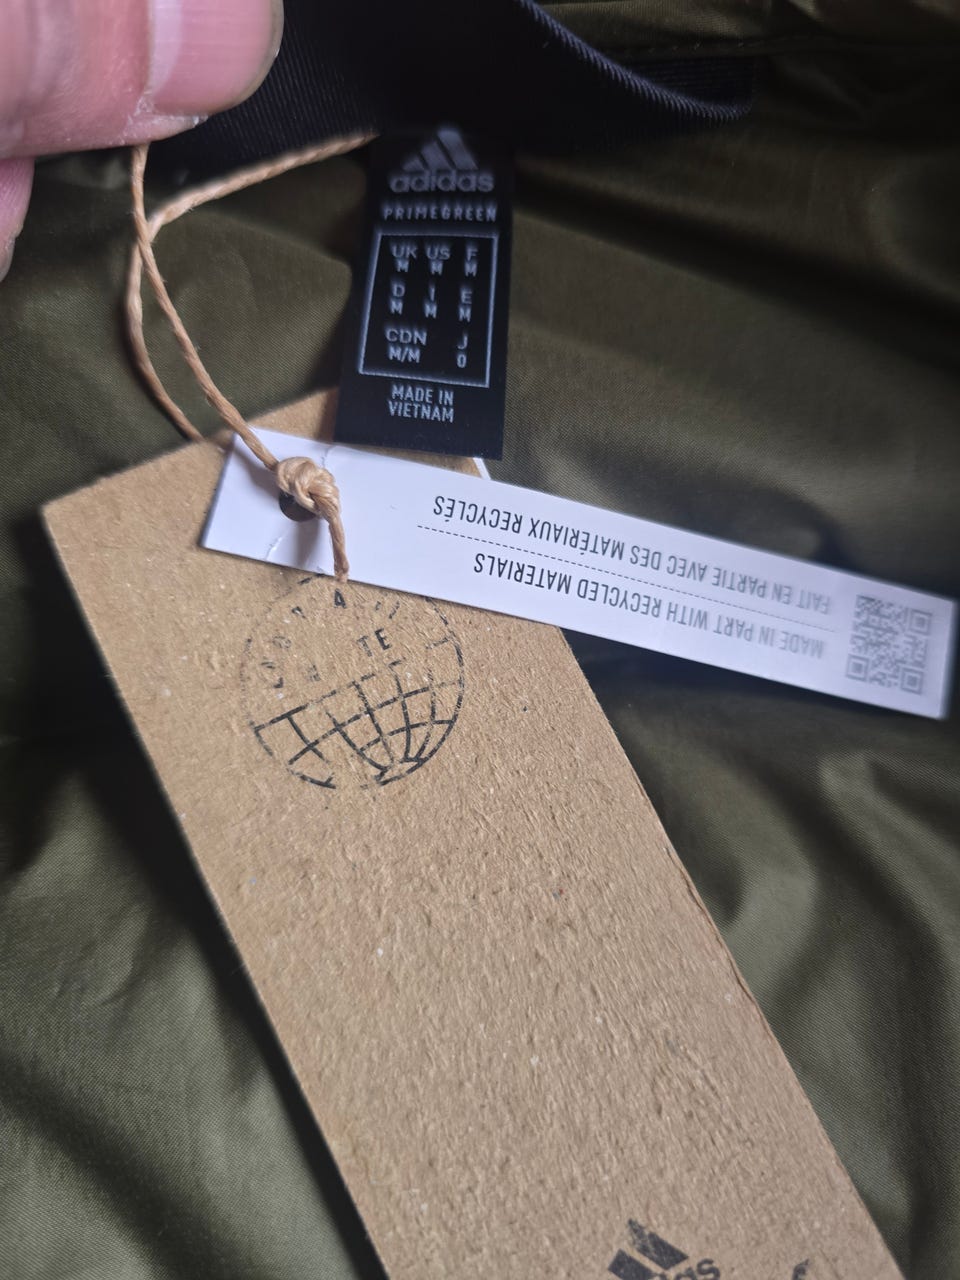 adidas
PRIMEGREEN
UK US F
M M M
D I E
M M M
CDN J
M/M O
MADE IN
VIETNAM
MADE IN PART WITH RECYCLED MATERIALS
FAIT EN PARTIE AVEC DES MATÉRIAUX RECYCLÉS